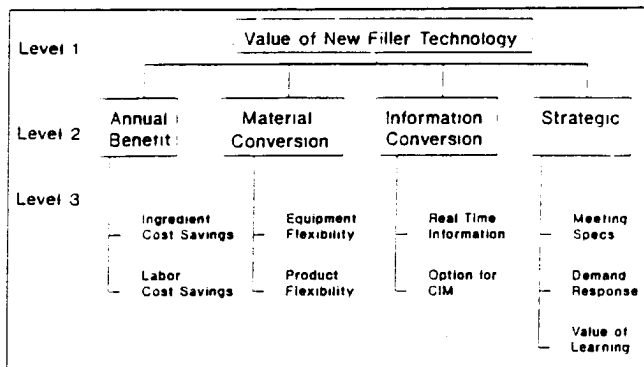 Level 1
Value of New Filler Technology
Level 2
Annual
Benefit
Material
Conversion
Information
Conversion
Strategic
Level 3
Ingredient
Cost Savings
Labor
Cost Savings
Equipment
Flexibility
Product
Flexibility
Real Time
Information
Option for
CIM
Meeting
Specs
Demand
Response
Value of
Learning